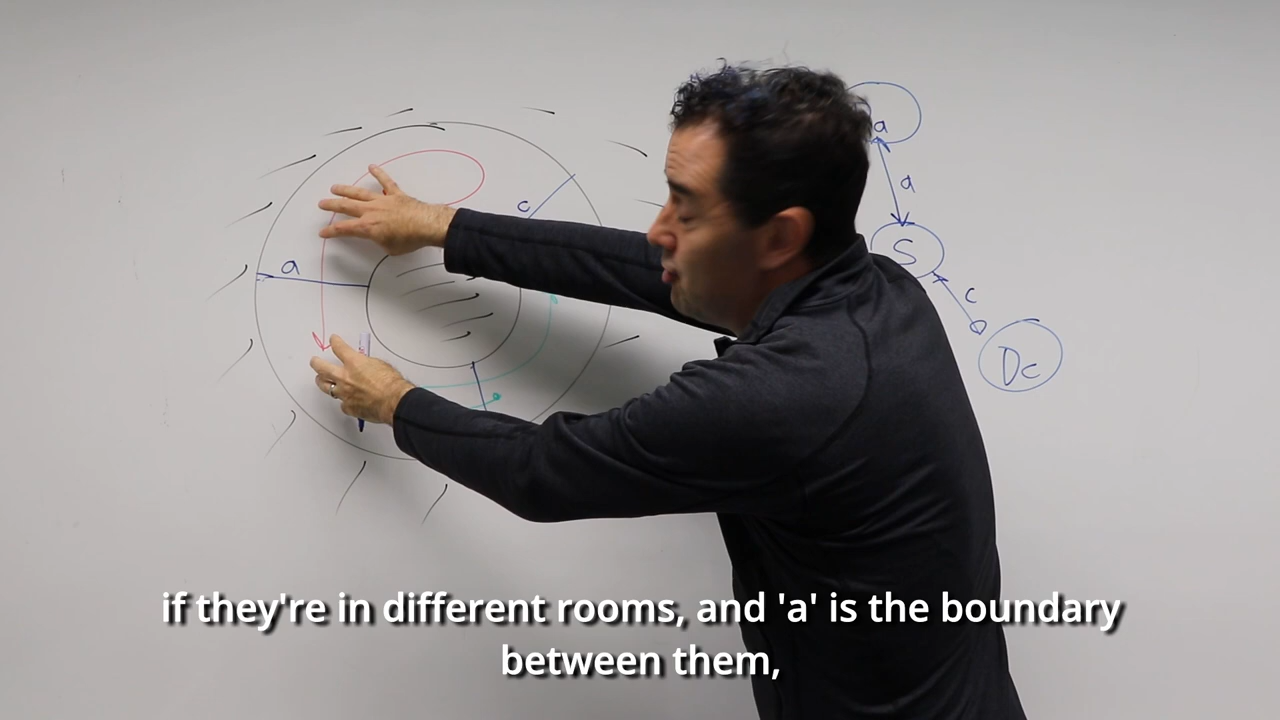 a
c
a
a
S
c
Dc
if they're in different rooms, and 'a' is the boundary
between them,